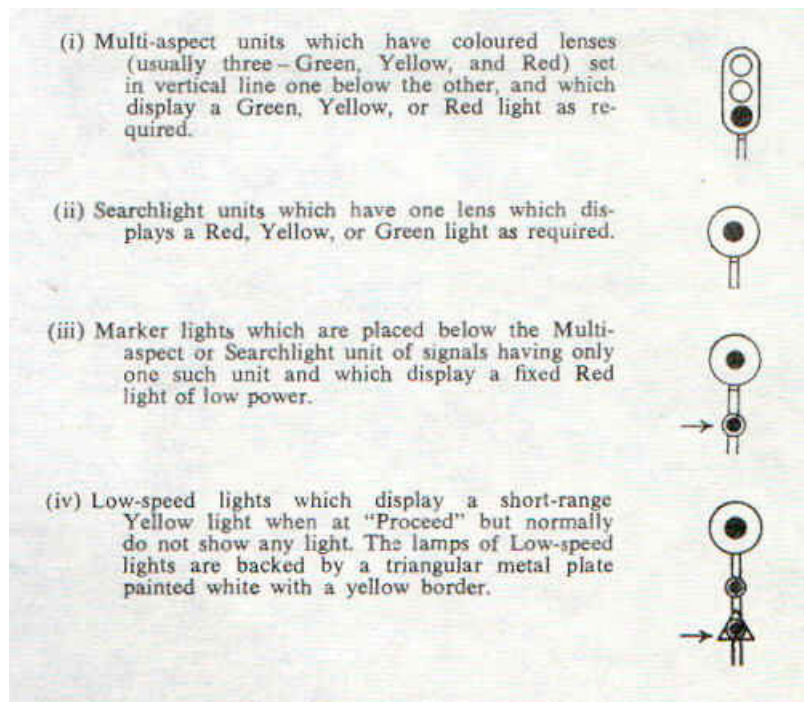 (i) Multi-aspect units which have coloured lenses
(usually three – Green, Yellow, and Red) set
in vertical line one below the other, and which
display a Green, Yellow, or Red light as re-
quired.
(ii) Searchlight units which have one lens which dis-
plays a Red, Yellow, or Green light as required.
(iii) Marker lights which are placed below the Multi-
aspect or Searchlight unit of signals having only
one such unit and which display a fixed Red
light of low power.
(iv) Low-speed lights which display a short-range
Yellow light when at “Proceed” but normally
do not show any light. The lamps of Low-speed
lights are backed by a triangular metal plate
painted white with a yellow border.